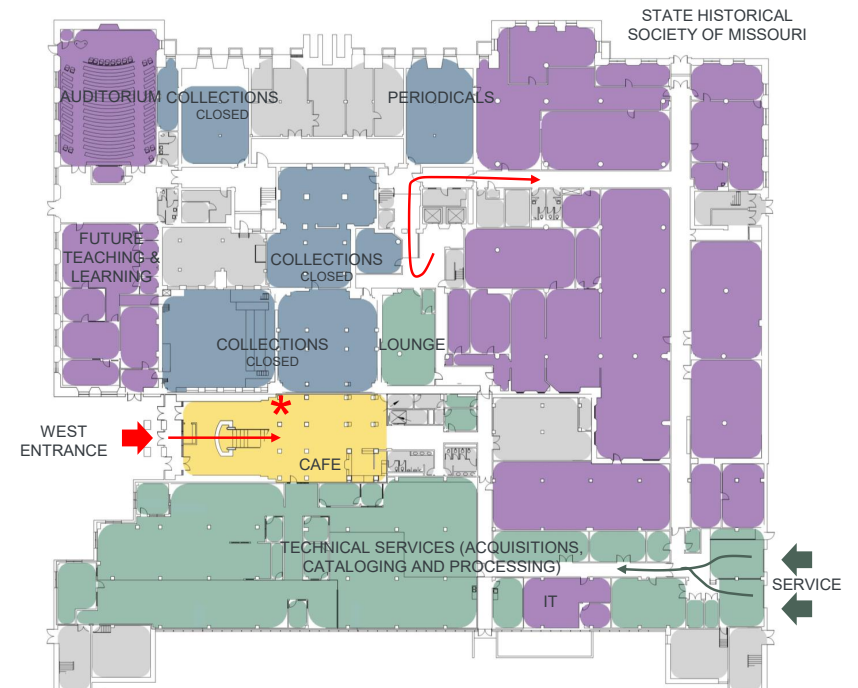 STATE HISTORICAL
SOCIETY OF MISSOURI
AUDITORIUM
COLLECTIONS
CLOSED
PERIODICALS
FUTURE
TEACHING &
LEARNING
COLLECTIONS
CLOSED
COLLECTIONS
CLOSED
LOUNGE
*
WEST
ENTRANCE
CAFE
TECHNICAL SERVICES (ACQUISITIONS,
CATALOGING AND PROCESSING)
SERVICE
IT